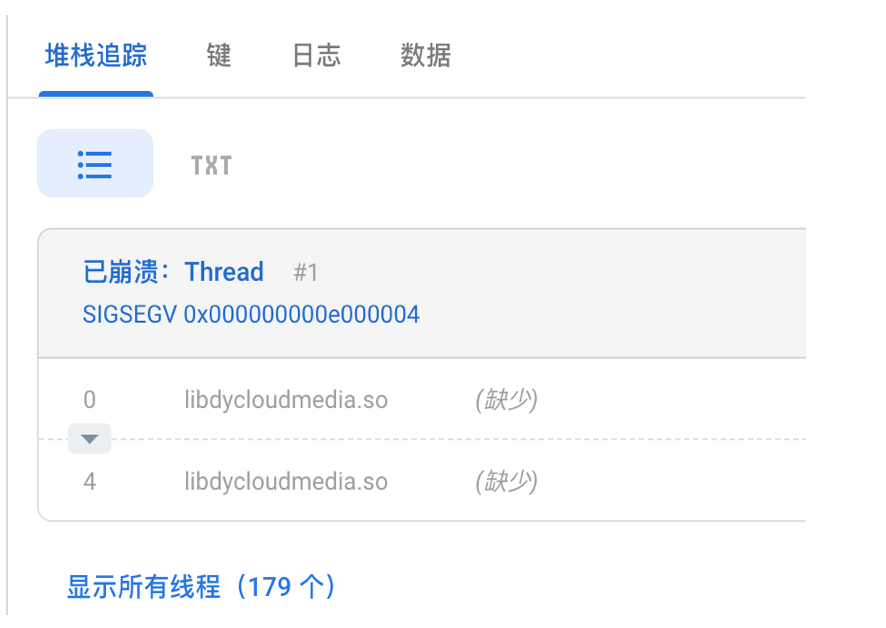 堆栈追踪 键 日志 数据
TXT
已崩溃：Thread #1
SIGSEGV 0x000000000e000004
0 libdycloudmedia.so (缺少)
4 libdycloudmedia.so (缺少)
显示所有线程（179 个）